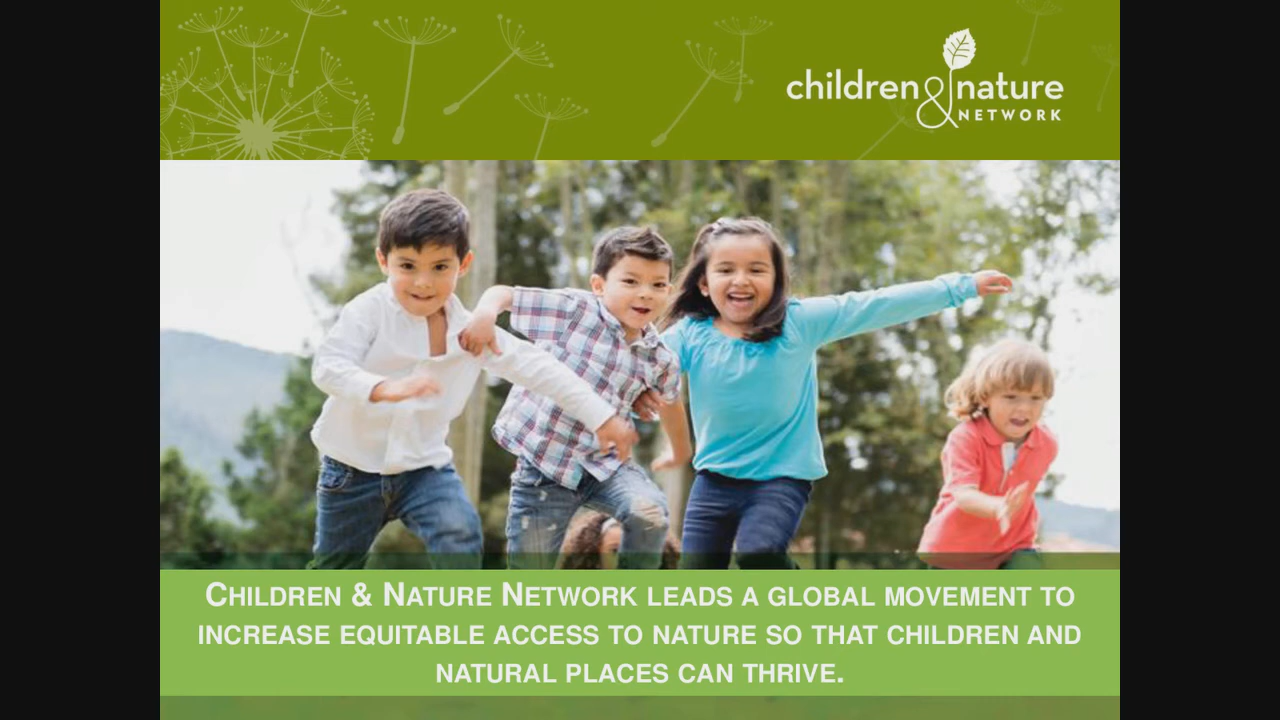 children & nature
NETWORK
CHILDREN & NATURE NETWORK LEADS A GLOBAL MOVEMENT TO
INCREASE EQUITABLE ACCESS TO NATURE SO THAT CHILDREN AND
NATURAL PLACES CAN THRIVE.